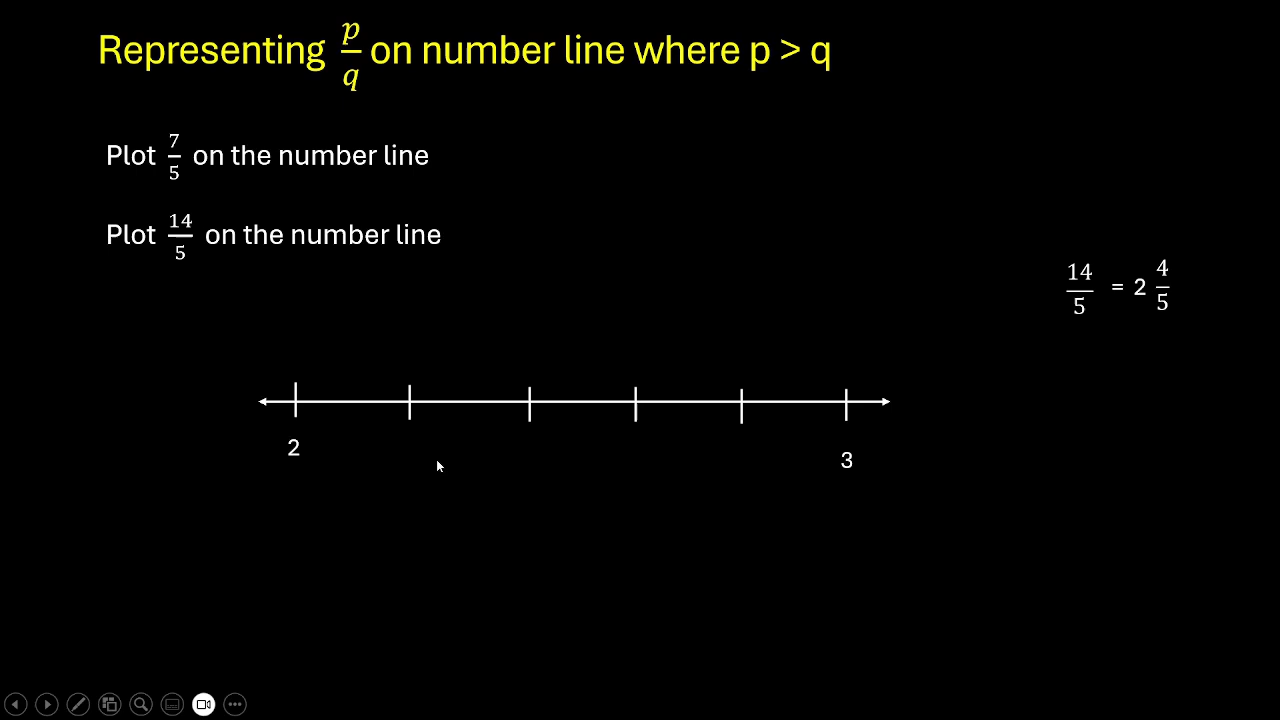 Representing p/q on number line where p > q
Plot 7/5 on the number line
Plot 14/5 on the number line
14/5 = 2 4/5
2
3